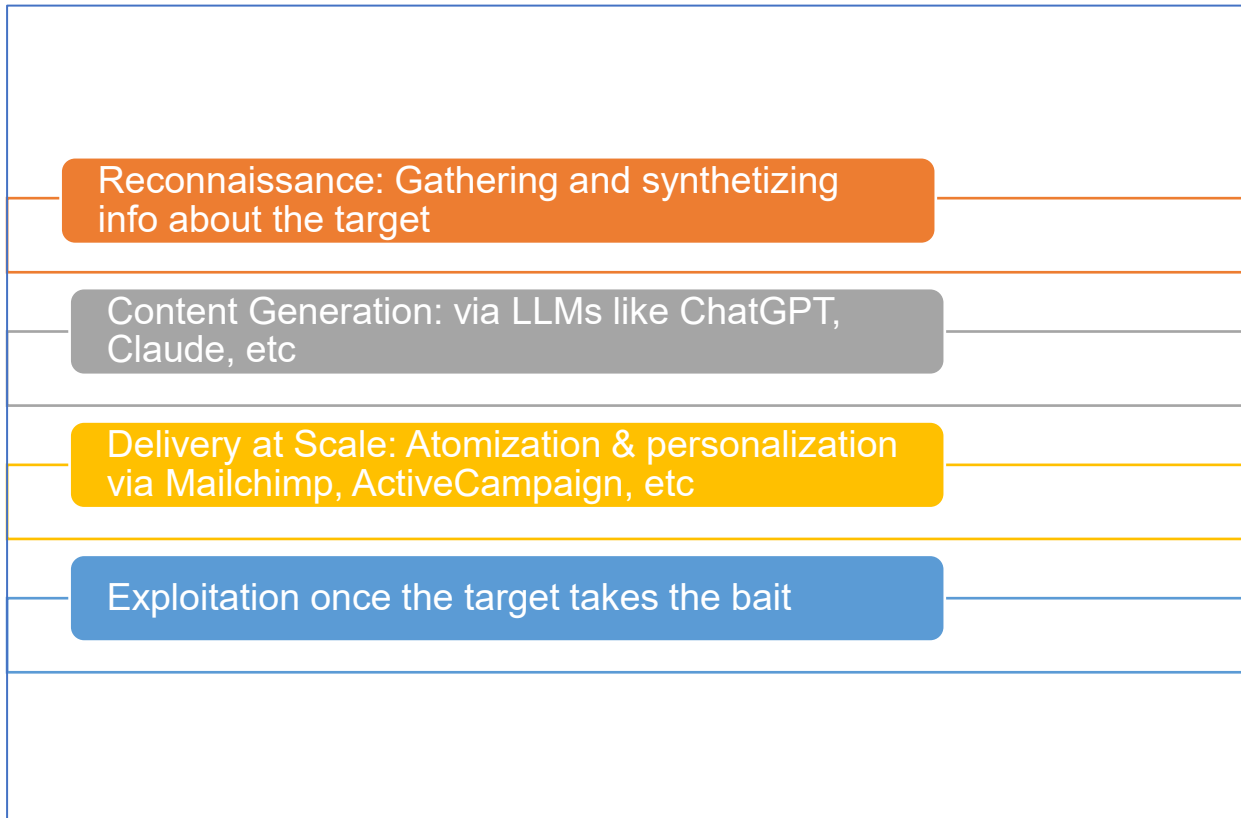 Reconnaissance: Gathering and synthetizing
info about the target
Content Generation: via LLMs like ChatGPT,
Claude, etc
Delivery at Scale: Atomization & personalization
via Mailchimp, ActiveCampaign, etc
Exploitation once the target takes the bait